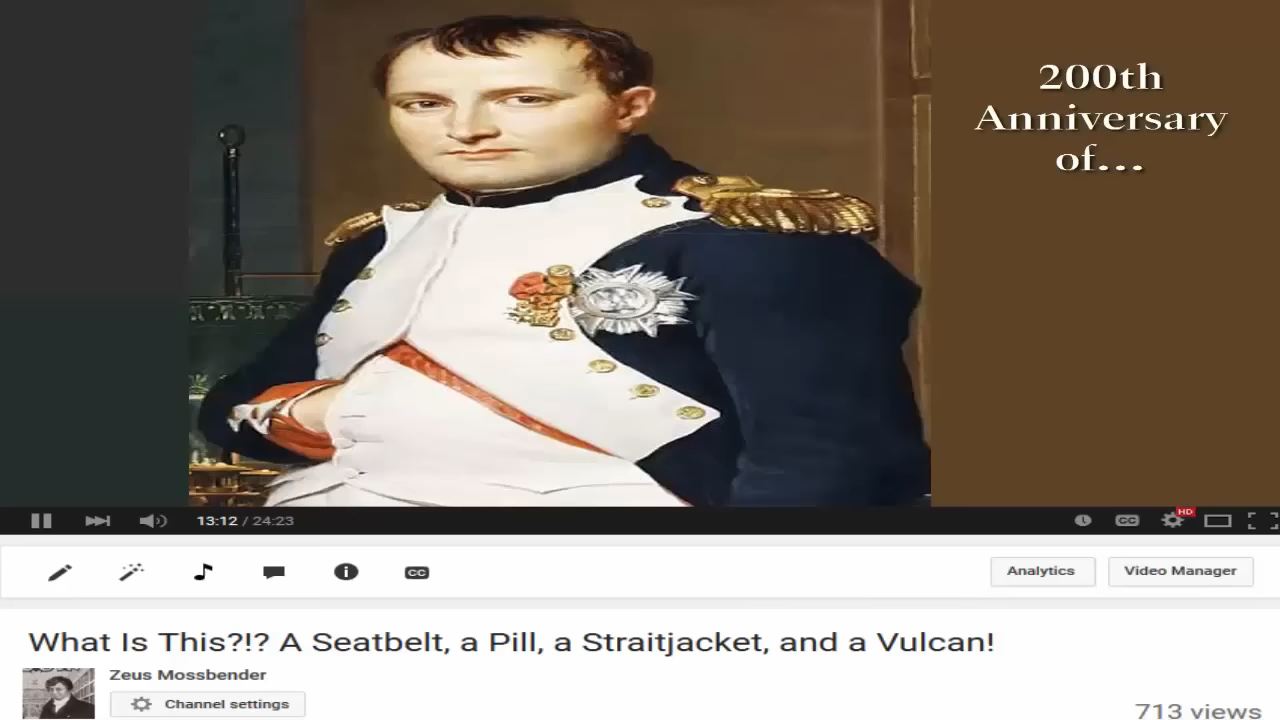 200th
Anniversary
of...
13:12 / 24:23
CC
HD
CC
Analytics
Video Manager
What Is This?!? A Seatbelt, a Pill, a Straitjacket, and a Vulcan!
Zeus Mossbender
Channel settings
713 views